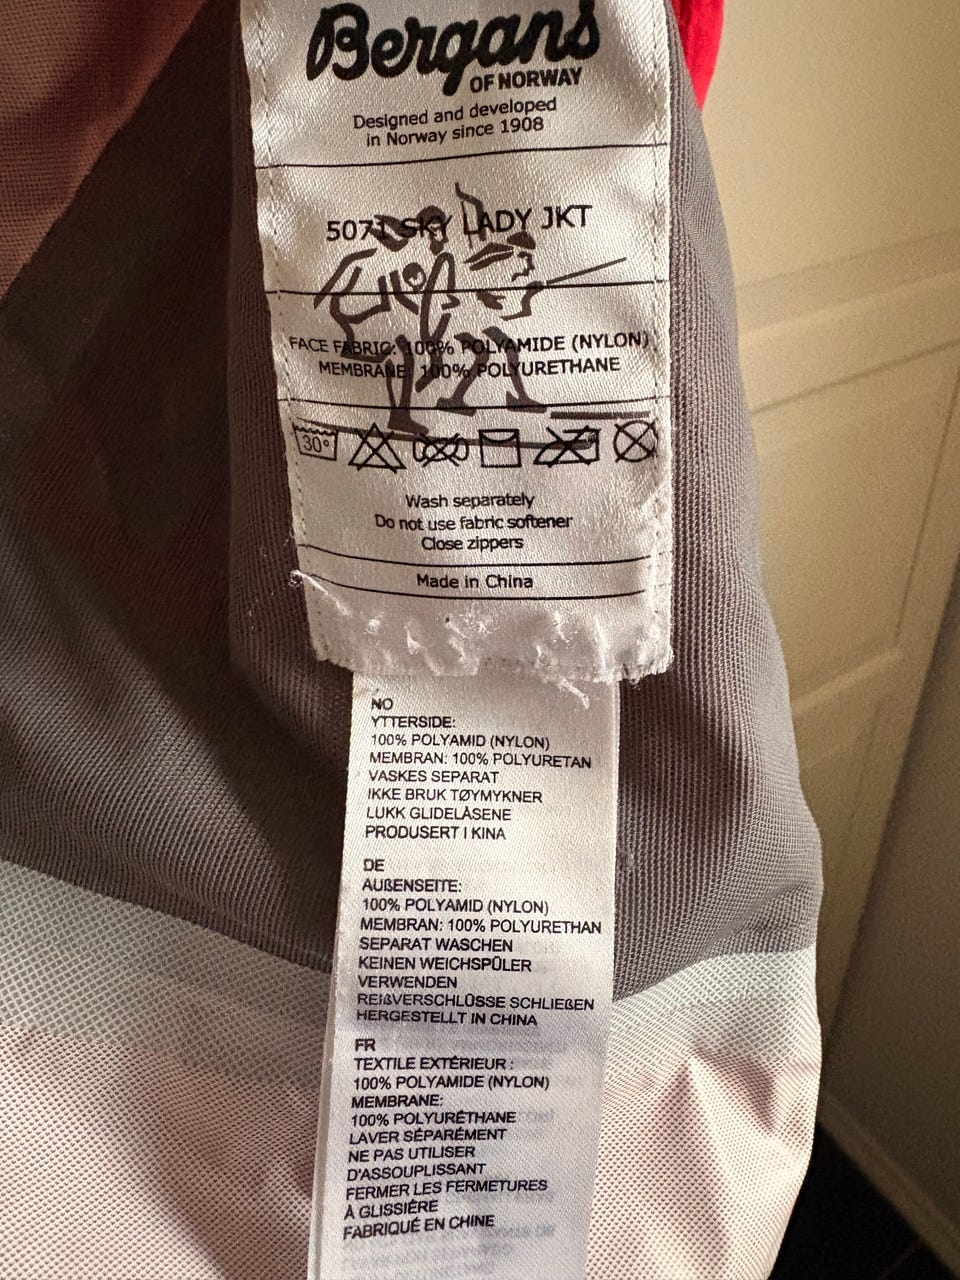 Bergans
OF NORWAY
Designed and developed
in Norway since 1908
5071 SKY LADY JKT
FACE FABRIC: 100% POLYAMIDE (NYLON)
MEMBRANE: 100% POLYURETHANE
30°
Wash separately
Do not use fabric softener
Close zippers
Made in China
NO
YTTERSIDE:
100% POLYAMID (NYLON)
MEMBRAN: 100% POLYURETAN
VASKES SEPARAT
IKKE BRUK TØYMYKNER
LUKK GLIDELÅSENE
PRODUSERT I KINA
DE
AUßENSEITE:
100% POLYAMID (NYLON)
MEMBRAN: 100% POLYURETHAN
SEPARAT WASCHEN
KEINEN WEICHSPÜLER
VERWENDEN
REIßVERSCHLÜSSE SCHLIEßEN
HERGESTELLT IN CHINA
FR
TEXTILE EXTÉRIEUR :
100% POLYAMIDE (NYLON)
MEMBRANE:
100% POLYURÉTHANE
LAVER SÉPARÉMENT
NE PAS UTILISER
D'ASSOUPLISSANT
FERMER LES FERMETURES
À GLISSIÈRE
FABRIQUÉ EN CHINE